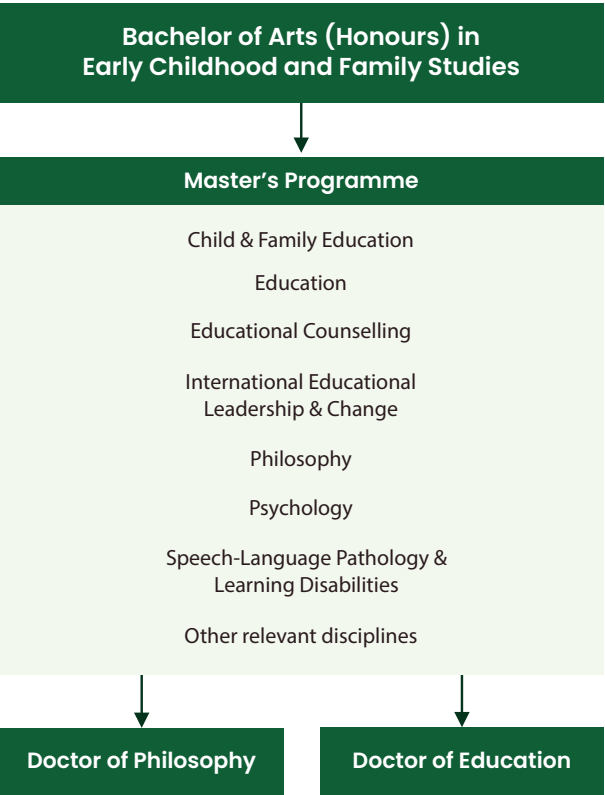 Bachelor of Arts (Honours) in
Early Childhood and Family Studies
Master’s Programme
Child & Family Education
Education
Educational Counselling
International Educational
Leadership & Change
Philosophy
Psychology
Speech-Language Pathology &
Learning Disabilities
Other relevant disciplines
Doctor of Philosophy
Doctor of Education